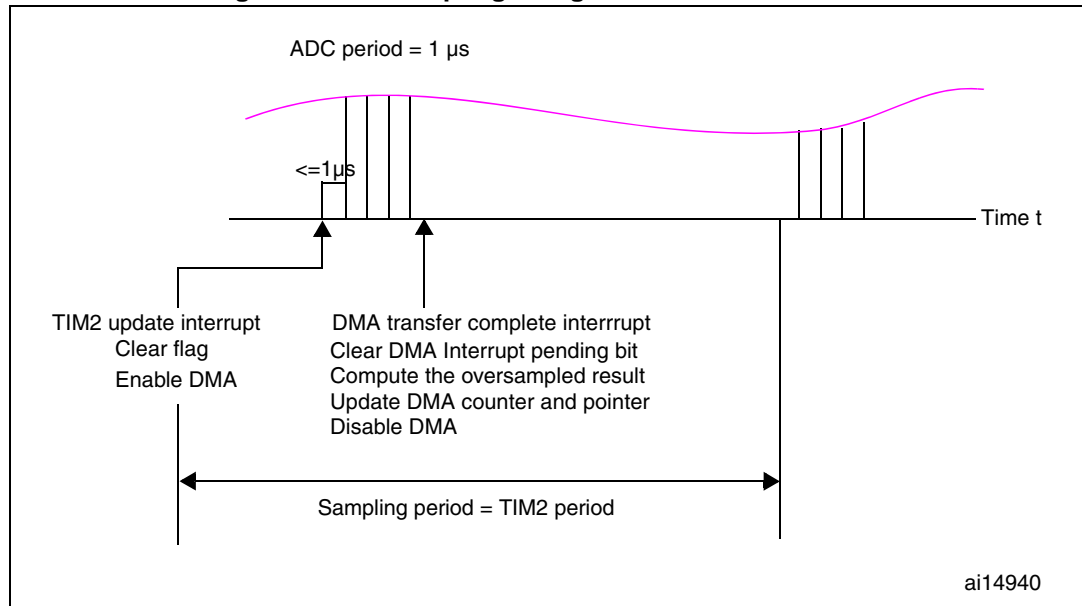 ADC period = 1 µs
<=1µs
Time t
TIM2 update interrupt
Clear flag
Enable DMA
DMA transfer complete interrrupt
Clear DMA Interrupt pending bit
Compute the oversampled result
Update DMA counter and pointer
Disable DMA
Sampling period = TIM2 period
ai14940